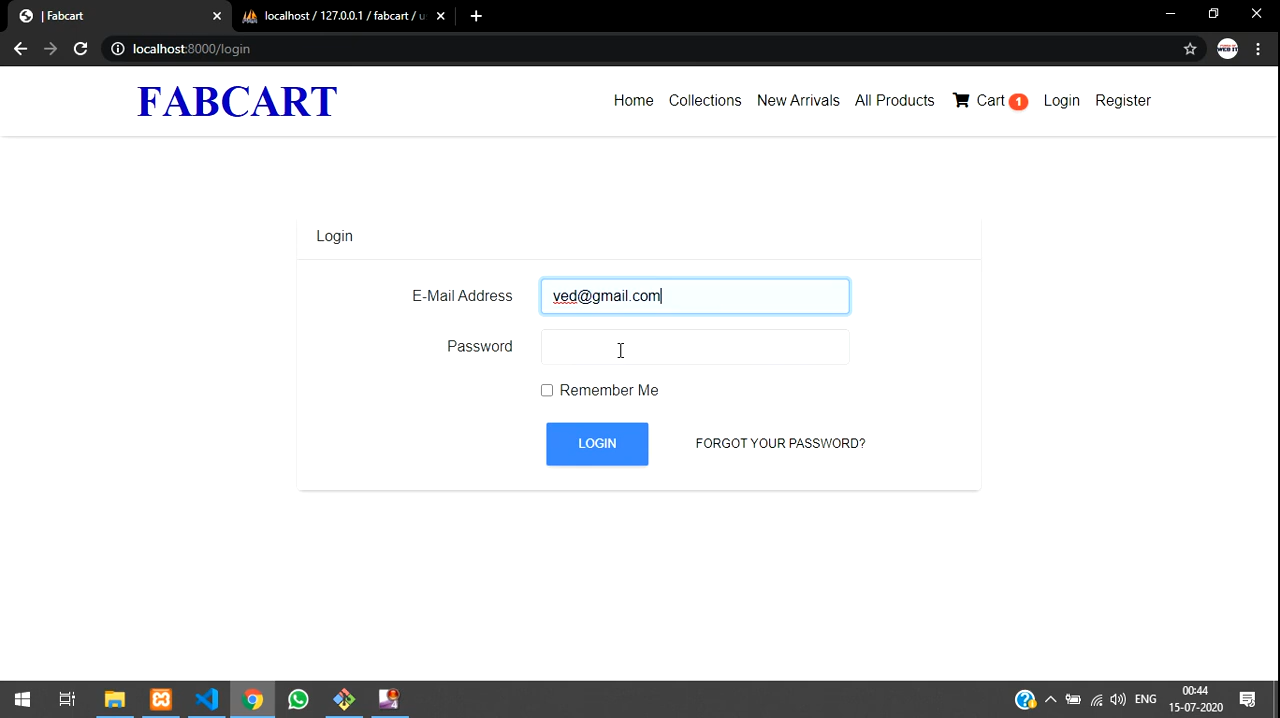 | Fabcart
localhost / 127.0.0.1 / fabcart / u
localhost:8000/login
WEB IT
FABCART
Home Collections New Arrivals All Products Cart 1 Login Register
Login
E-Mail Address ved@gmail.com
Password
Remember Me
LOGIN FORGOT YOUR PASSWORD?
ENG
00:44
15-07-2020